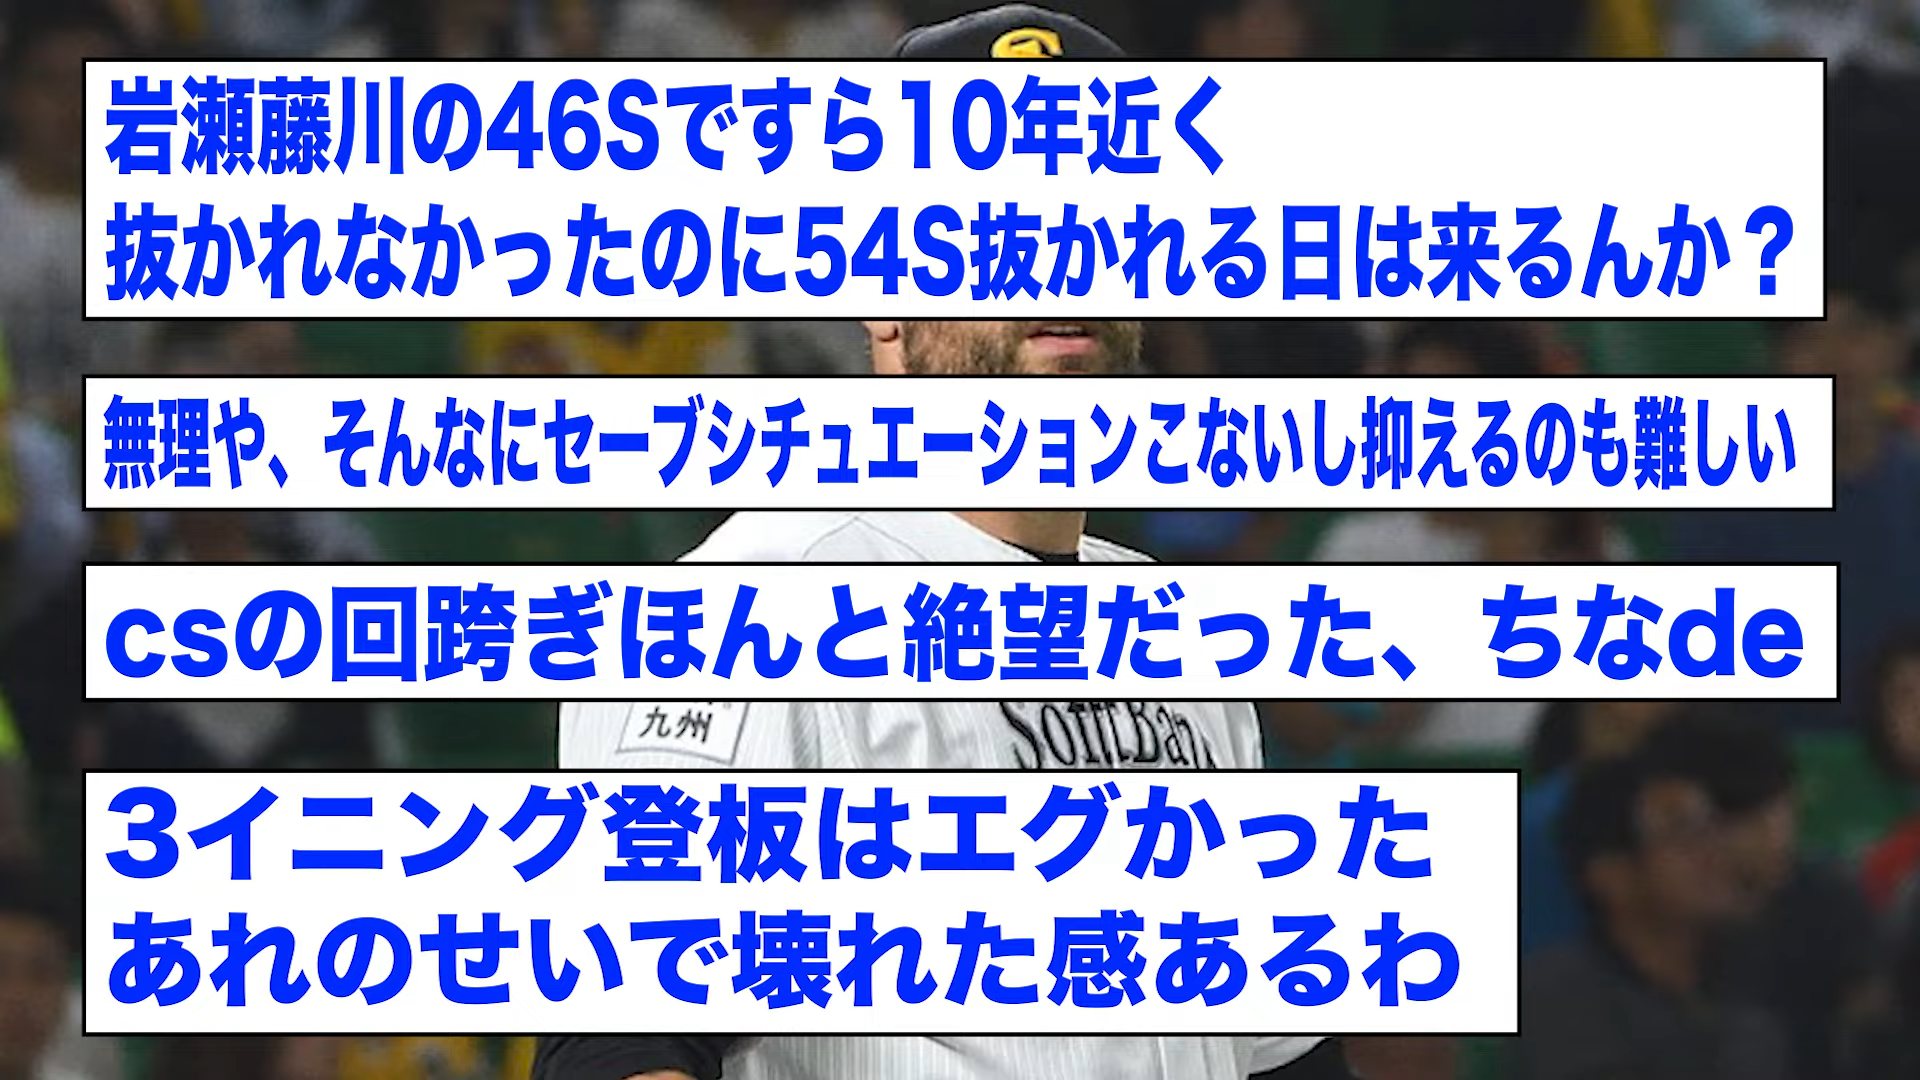 岩瀬藤川の46Sですら10年近く
抜かれなかったのに54S抜かれる日は来るんか？
無理や、そんなにセーブシチュエーションこないし抑えるのも難しい
csの回跨ぎほんと絶望だった、ちなde
九州
SoftBank
3イニング登板はエグかった
あれのせいで壊れた感あるわ